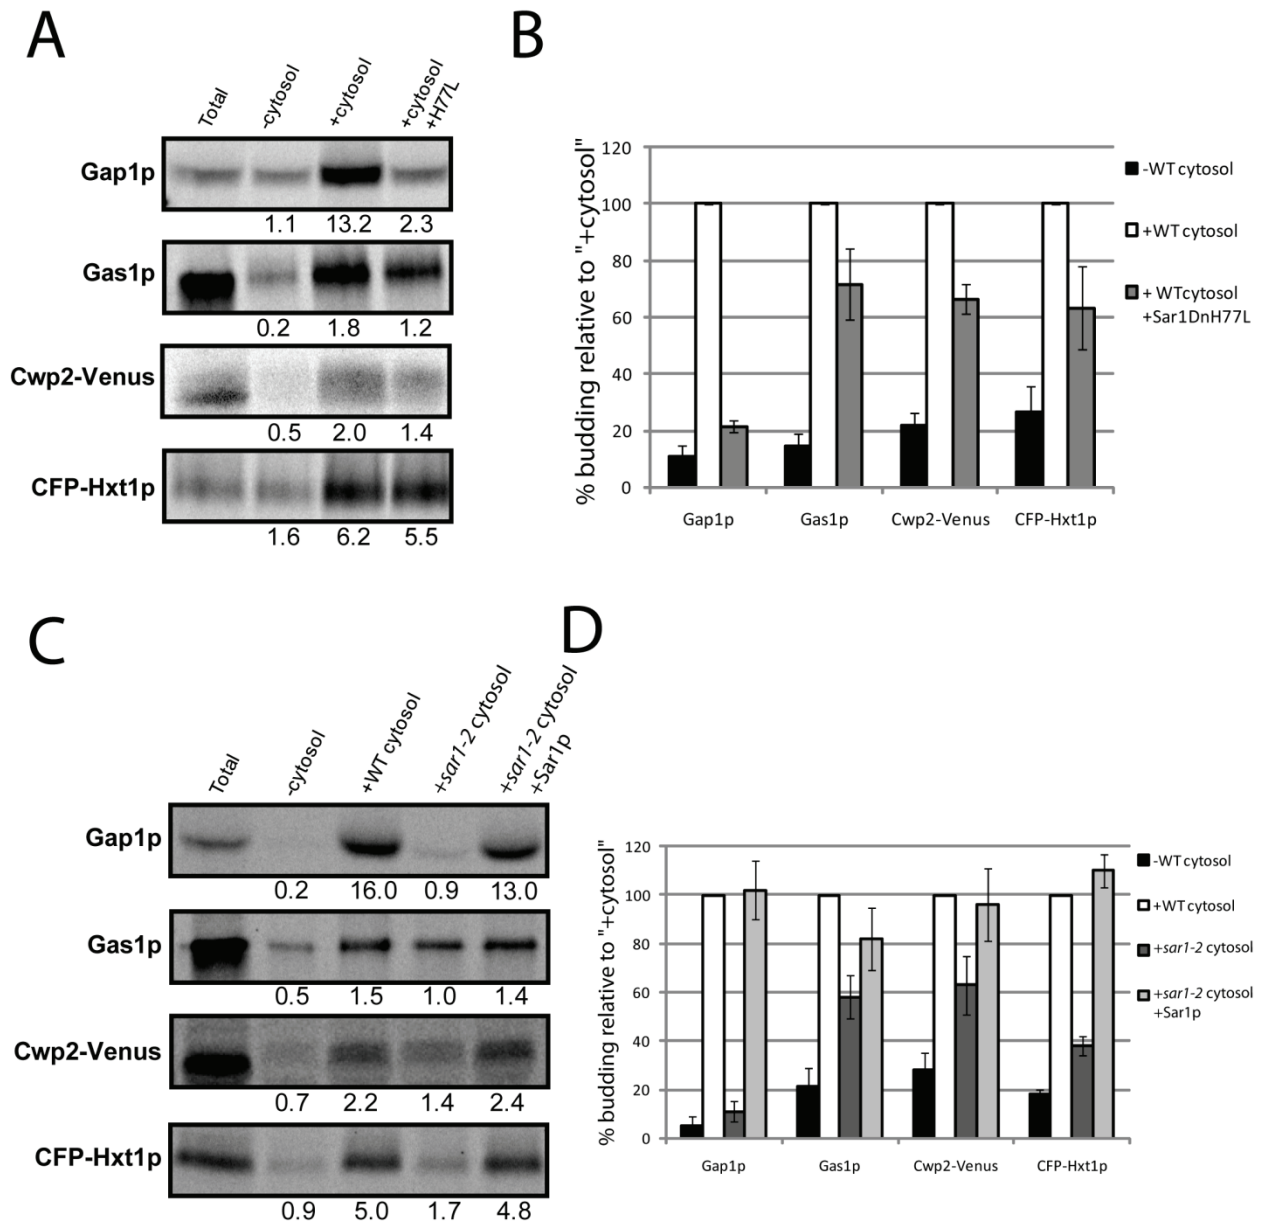 A
Total
-cytosol
+cytosol
+cytosol
+H77L
Gap1p
1.1 13.2 2.3
Gas1p
0.2 1.8 1.2
Cwp2-Venus
0.5 2.0 1.4
CFP-Hxt1p
1.6 6.2 5.5
B
% budding relative to "+cytosol"
120
100
80
60
40
20
0
Gap1p Gas1p Cwp2-Venus CFP-Hxt1p
-WT cytosol
+WT cytosol
+ WTcytosol
+Sar1DnH77L
C
Total
-cytosol
+WT cytosol
+sar1-2 cytosol
+sar1-2 cytosol
+Sar1p
Gap1p
0.2 16.0 0.9 13.0
Gas1p
0.5 1.5 1.0 1.4
Cwp2-Venus
0.7 2.2 1.4 2.4
CFP-Hxt1p
0.9 5.0 1.7 4.8
D
% budding relative to "+cytosol"
120
100
80
60
40
20
0
Gap1p Gas1p Cwp2-Venus CFP-Hxt1p
-WT cytosol
+WT cytosol
+sar1-2 cytosol
+sar1-2 cytosol
+Sar1p